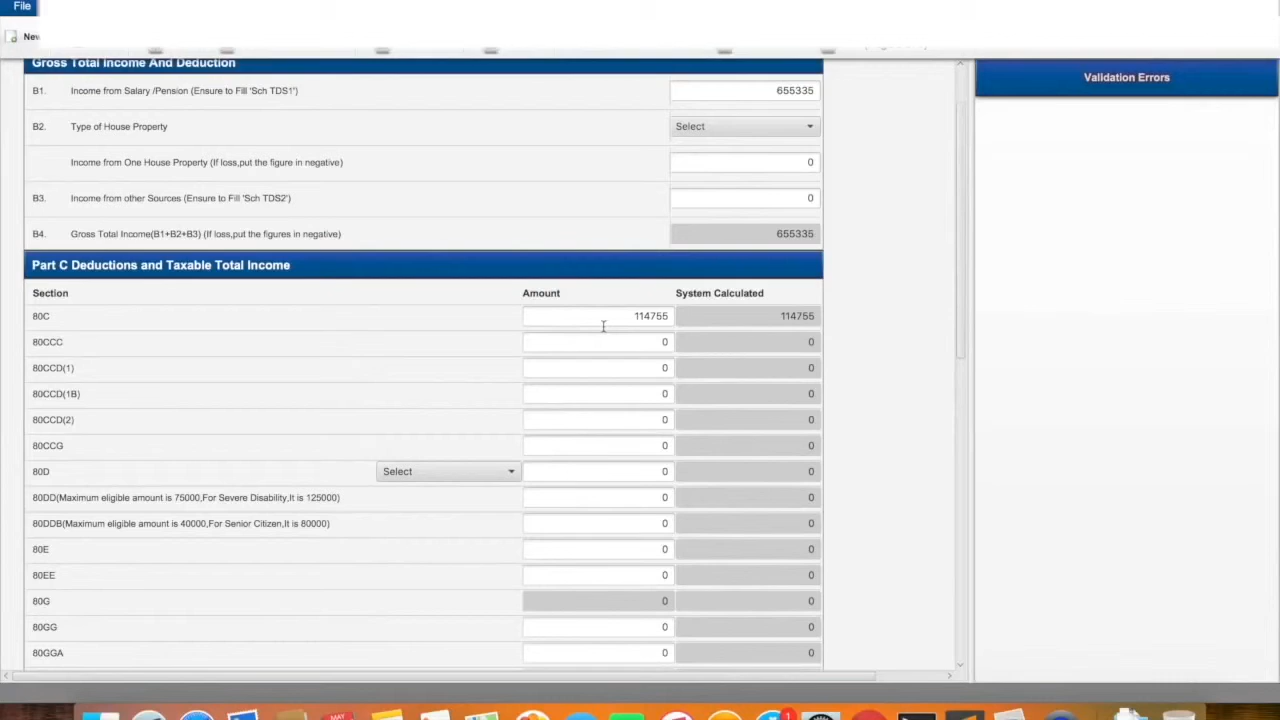 File
New
Gross Total Income And Deduction
B1. Income from Salary /Pension (Ensure to Fill 'Sch TDS1') 655335
B2. Type of House Property Select
Income from One House Property (If loss,put the figure in negative) 0
B3. Income from other Sources (Ensure to Fill 'Sch TDS2') 0
B4. Gross Total Income(B1+B2+B3) (If loss,put the figures in negative) 655335
Part C Deductions and Taxable Total Income
Section Amount System Calculated
80C 114755 114755
80CCC 0 0
80CCD(1) 0 0
80CCD(1B) 0 0
80CCD(2) 0 0
80CCG 0 0
80D Select 0 0
80DD(Maximum eligible amount is 75000,For Severe Disability,It is 125000) 0 0
80DDB(Maximum eligible amount is 40000,For Senior Citizen,It is 80000) 0 0
80E 0 0
80EE 0 0
80G 0 0
80GG 0 0
80GGA 0 0
Validation Errors
MAY
1